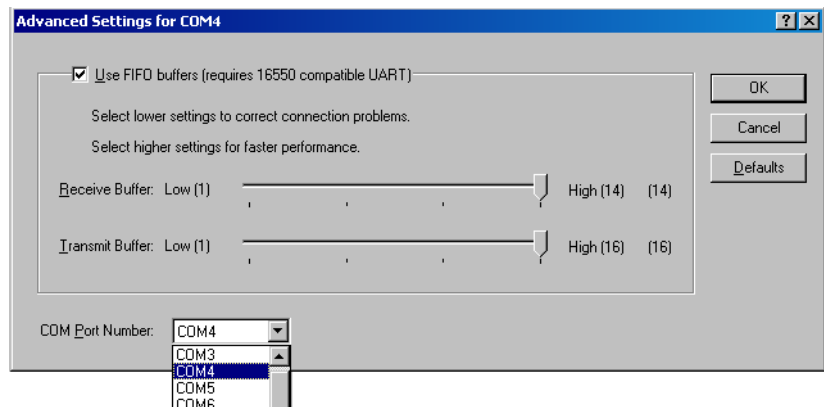 Advanced Settings for COM4
Use FIFO buffers (requires 16550 compatible UART)
OK
Select lower settings to correct connection problems.
Cancel
Select higher settings for faster performance.
Defaults
Receive Buffer: Low (1) High (14) (14)
Transmit Buffer: Low (1) High (16) (16)
COM Port Number: COM4
COM3
COM4
COM5
COM6